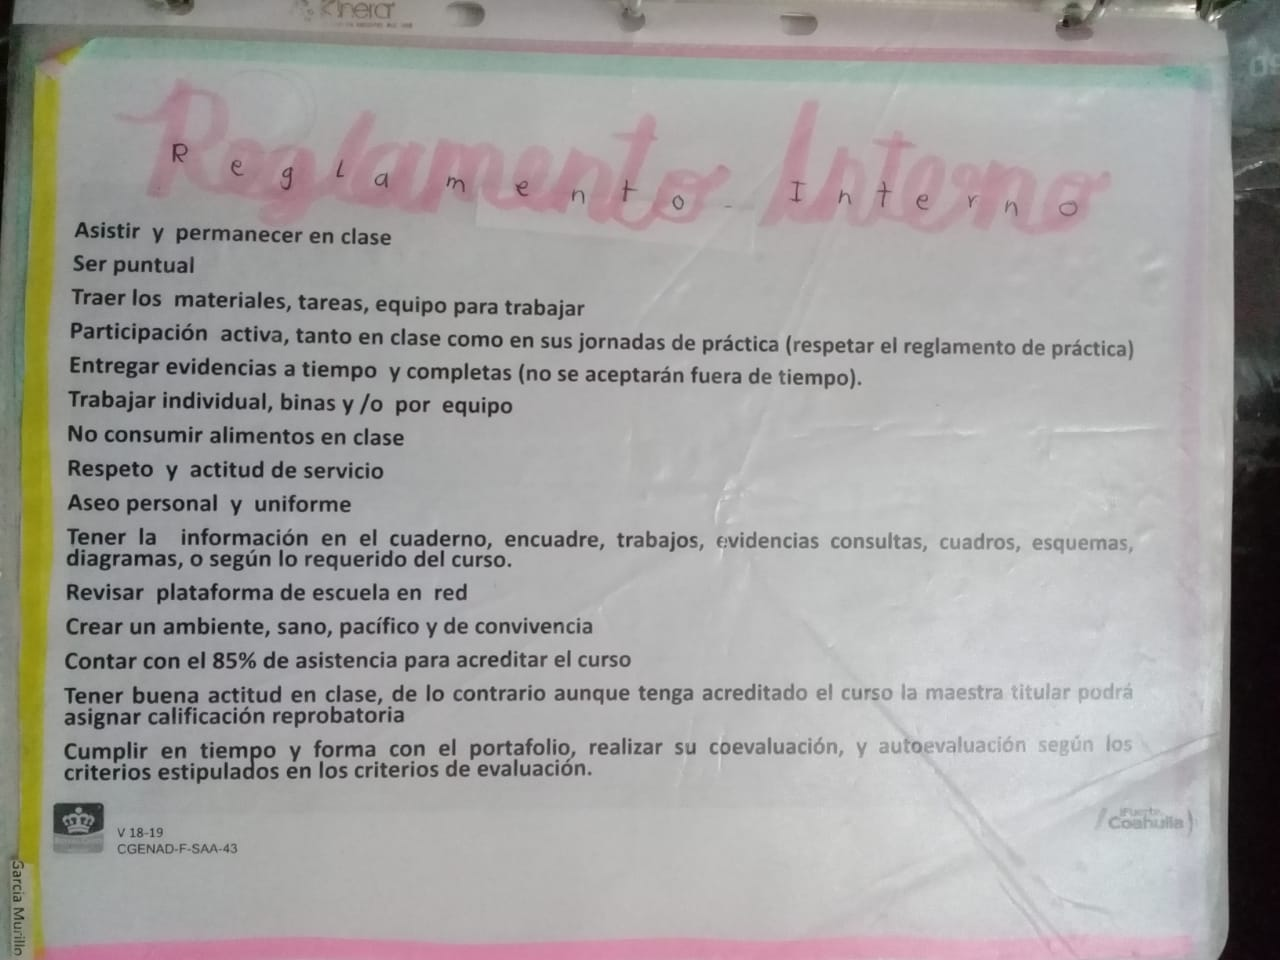 Kinera
Reglamento Interno
Reglamento Interno
Asistir y permanecer en clase
Ser puntual
Traer los materiales, tareas, equipo para trabajar
Participación activa, tanto en clase como en sus jornadas de práctica (respetar el reglamento de práctica)
Entregar evidencias a tiempo y completas (no se aceptarán fuera de tiempo).
Trabajar individual, binas y /o por equipo
No consumir alimentos en clase
Respeto y actitud de servicio
Aseo personal y uniforme
Tener la información en el cuaderno, encuadre, trabajos, evidencias consultas, cuadros, esquemas,
diagramas, o según lo requerido del curso.
Revisar plataforma de escuela en red
Crear un ambiente, sano, pacífico y de convivencia
Contar con el 85% de asistencia para acreditar el curso
Tener buena actitud en clase, de lo contrario aunque tenga acreditado el curso la maestra titular podrá
asignar calificación reprobatoria
Cumplir en tiempo y forma con el portafolio, realizar su coevaluación, y autoevaluación según los
criterios estipulados en los criterios de evaluación.
V 18-19
CGENAD-F-SAA-43
¡Fuerte
Coahuila
Garcia Murillo